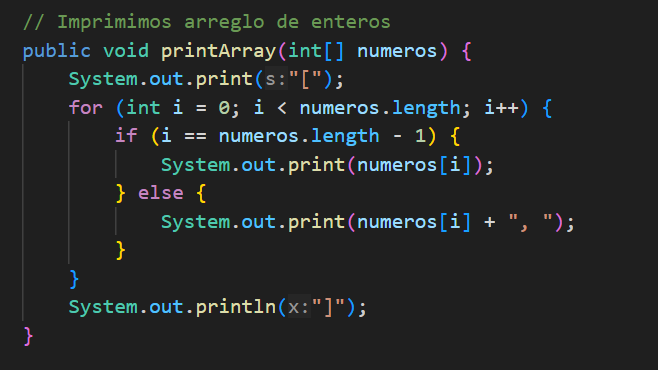 // Imprimimos arreglo de enteros
public void printArray(int[] numeros) {
    System.out.print(s:"[");
    for (int i = 0; i < numeros.length; i++) {
        if (i == numeros.length - 1) {
            System.out.print(numeros[i]);
        } else {
            System.out.print(numeros[i] + ", ");
        }
    }
    System.out.println(x:"]");
}